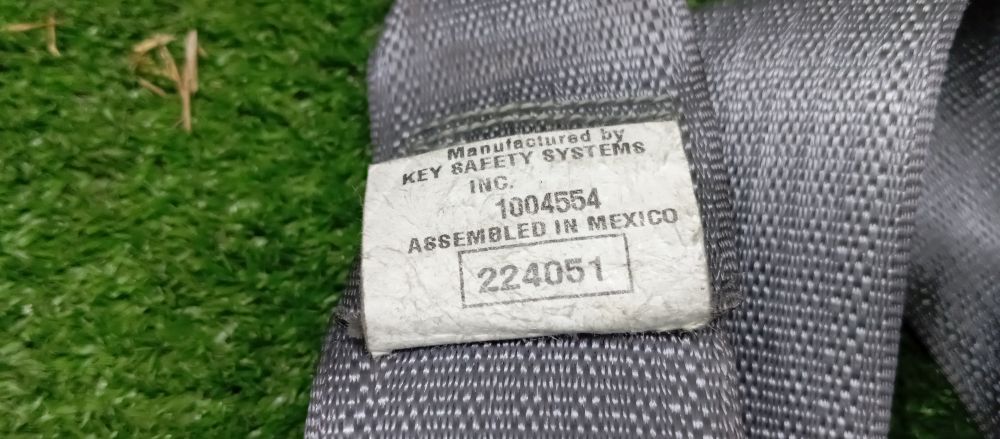 Manufactured by
KEY SAFETY SYSTEMS
INC.
1004554
ASSEMBLED IN MEXICO
224051